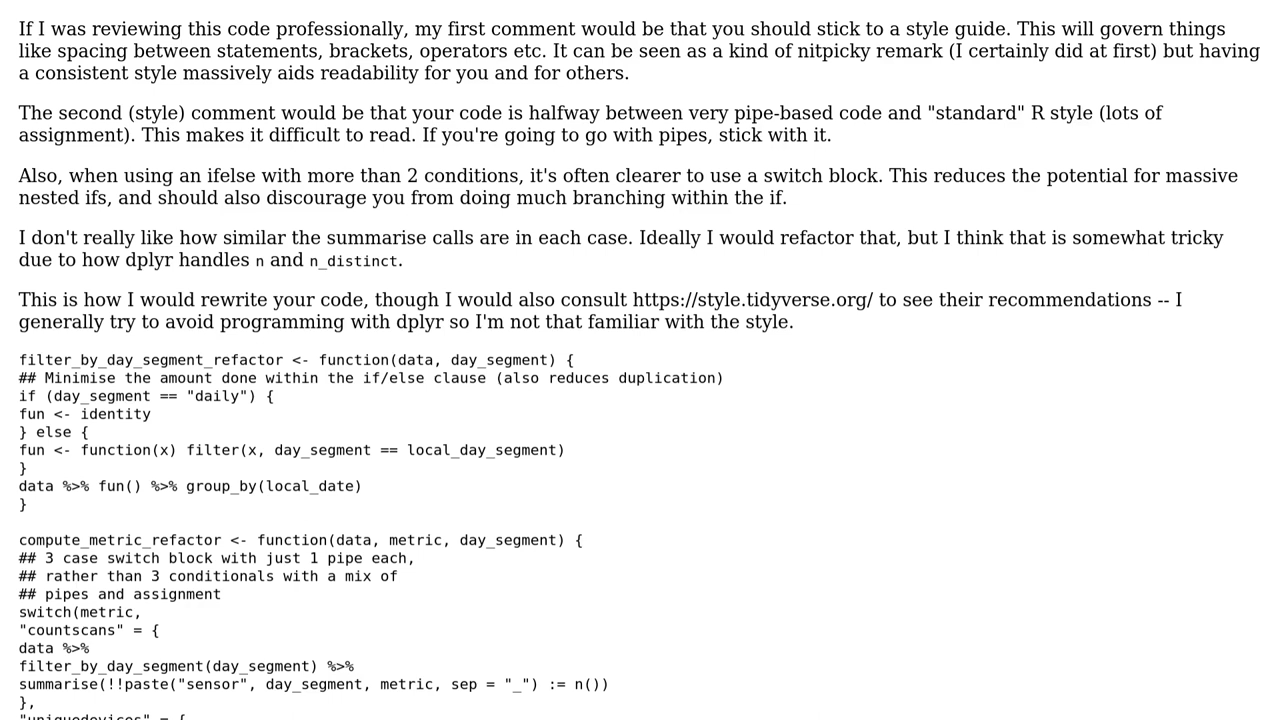 If I was reviewing this code professionally, my first comment would be that you should stick to a style guide. This will govern things
like spacing between statements, brackets, operators etc. It can be seen as a kind of nitpicky remark (I certainly did at first) but having
a consistent style massively aids readability for you and for others.
The second (style) comment would be that your code is halfway between very pipe-based code and "standard" R style (lots of
assignment). This makes it difficult to read. If you're going to go with pipes, stick with it.
Also, when using an ifelse with more than 2 conditions, it's often clearer to use a switch block. This reduces the potential for massive
nested ifs, and should also discourage you from doing much branching within the if.
I don't really like how similar the summarise calls are in each case. Ideally I would refactor that, but I think that is somewhat tricky
due to how dplyr handles n and n_distinct.
This is how I would rewrite your code, though I would also consult https://style.tidyverse.org/ to see their recommendations -- I
generally try to avoid programming with dplyr so I'm not that familiar with the style.
filter_by_day_segment_refactor <- function(data, day_segment) {
## Minimise the amount done within the if/else clause (also reduces duplication)
if (day_segment == "daily") {
fun <- identity
} else {
fun <- function(x) filter(x, day_segment == local_day_segment)
}
data %>% fun() %>% group_by(local_date)
}
compute_metric_refactor <- function(data, metric, day_segment) {
## 3 case switch block with just 1 pipe each,
## rather than 3 conditionals with a mix of
## pipes and assignment
switch(metric,
"countscans" = {
data %>%
filter_by_day_segment(day_segment) %>%
summarise(!!paste("sensor", day_segment, metric, sep = "_") := n())
},
"uniquedevices" = {